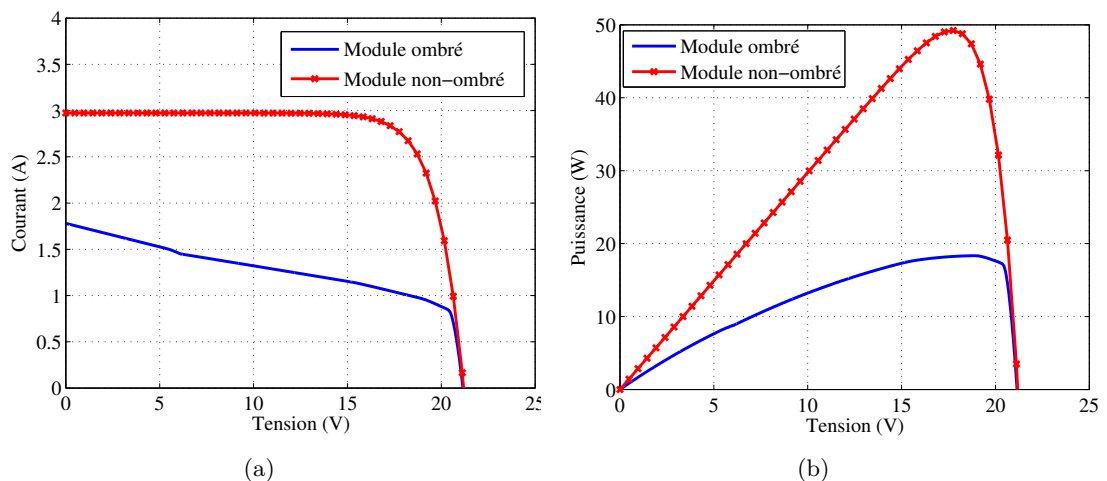 4
3.5
3
2.5
2
1.5
1
0.5
0
0
5
10
15
20
25
Courant (A)
Tension (V)
Module ombré
Module non−ombré
(a)
50
40
30
20
10
0
0
5
10
15
20
25
Puissance (W)
Tension (V)
Module ombré
Module non−ombré
(b)